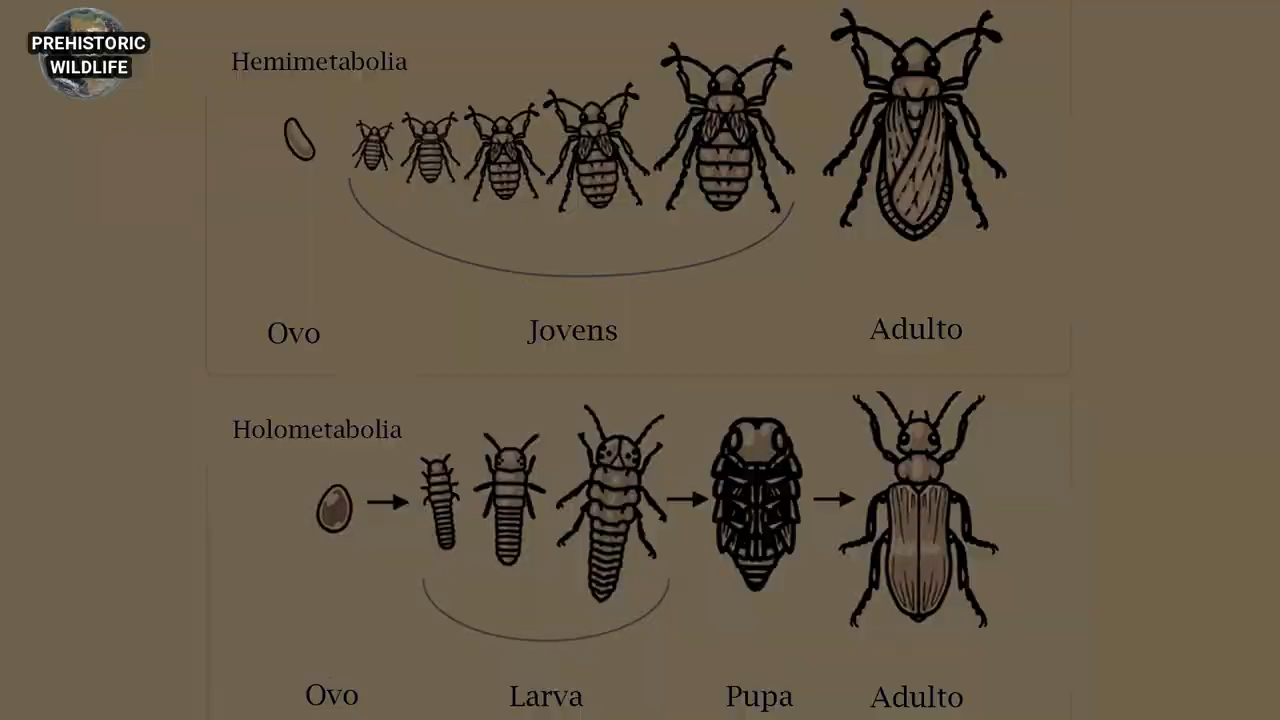 PREHISTORIC
WILDLIFE
Hemimetabolia
Ovo
Jovens
Adulto
Holometabolia
Ovo
Larva
Pupa
Adulto